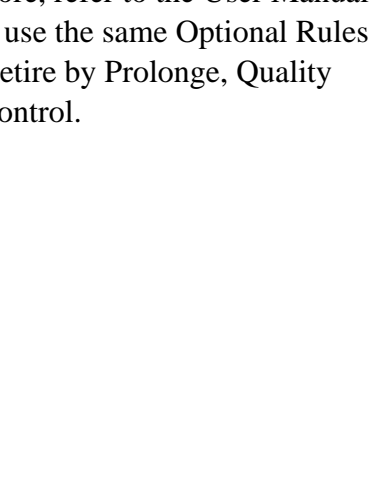 ore, refer to the User Manual
use the same Optional Rules
etire by Prolonge, Quality
ontrol.